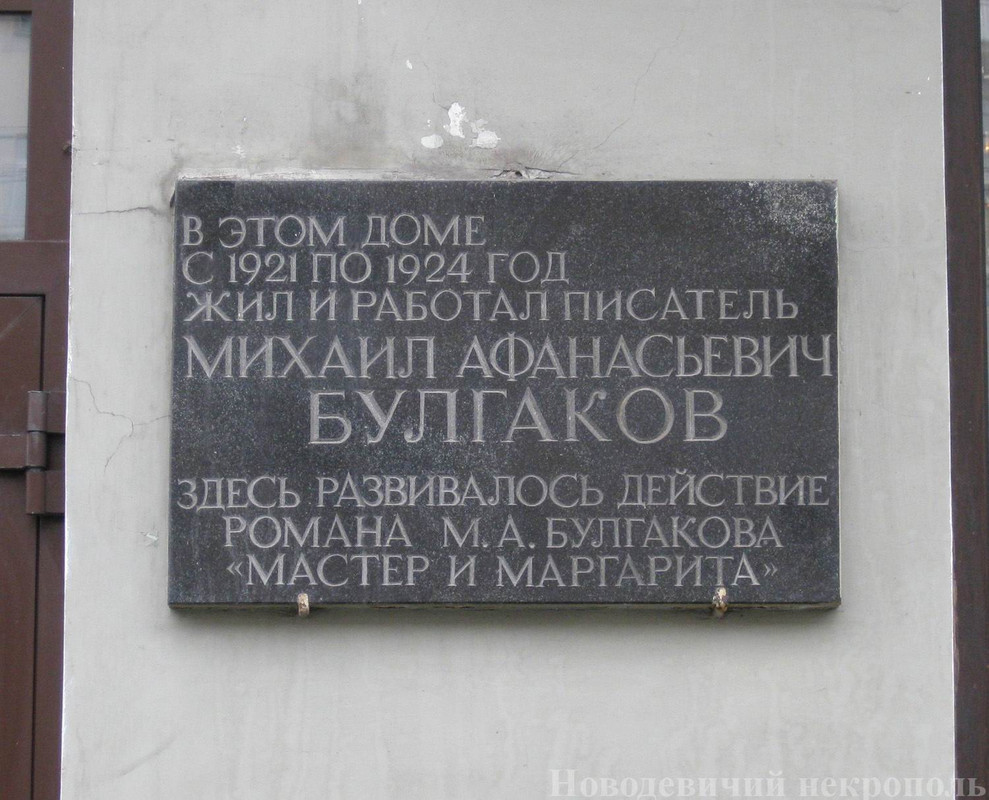 В ЭТОМ ДОМЕ
С 1921 ПО 1924 ГОД
ЖИЛ И РАБОТАЛ ПИСАТЕЛЬ
МИХАИЛ АФАНАСЬЕВИЧ
БУЛГАКОВ
ЗДЕСЬ РАЗВИВАЛОСЬ ДЕЙСТВИЕ
РОМАНА М. А. БУЛГАКОВА
«МАСТЕР И МАРГАРИТА»
Новодевичий некрополь